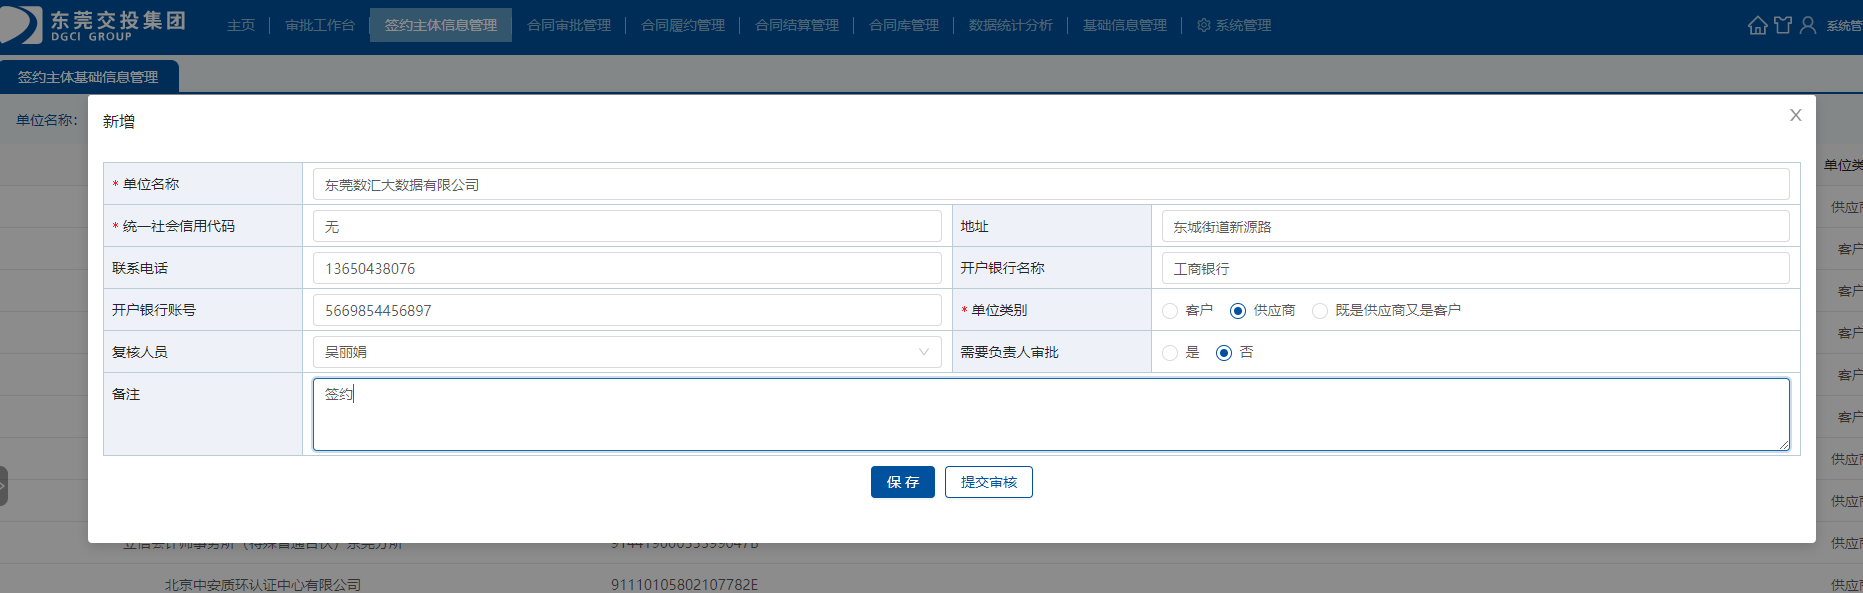 东莞交投集团
DGCI GROUP
主页 审批工作台 签约主体信息管理 合同审批管理 合同履约管理 合同结算管理 合同库管理 数据统计分析 基础信息管理 系统管理 系统管
签约主体基础信息管理
单位名称:
新增
* 单位名称 东莞数汇大数据有限公司
单位类
* 统一社会信用代码 无 地址 东城街道新源路
供应商
联系电话 13650438076 开户银行名称 工商银行
客户
开户银行账号 5669854456897 * 单位类别 客户 供应商 既是供应商又是客户
客户
复核人员 吴丽娟 需要负责人审批 是 否
客户
备注 签约
客户
客户
供应商
保存 提交审核
供应商
供应商
北京中安质环认证中心有限公司 91110105802107782E 供应商